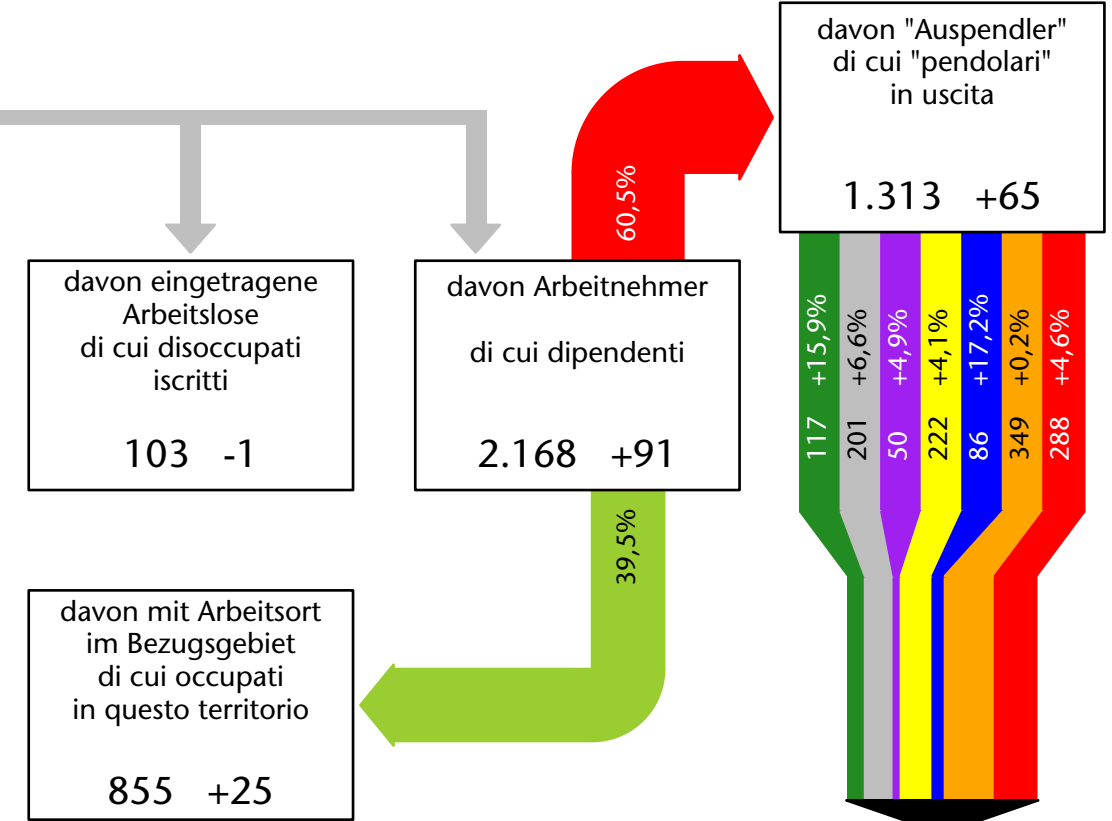 davon "Auspendler"
di cui "pendolari"
in uscita
1.313 +65
60,5%
davon eingetragene
Arbeitslose
di cui disoccupati
iscritti
103 -1
davon Arbeitnehmer
di cui dipendenti
2.168 +91
117 +15,9%
201 +6,6%
50 +4,9%
222 +4,1%
86 +17,2%
349 +0,2%
288 +4,6%
39,5%
davon mit Arbeitsort
im Bezugsgebiet
di cui occupati
in questo territorio
855 +25